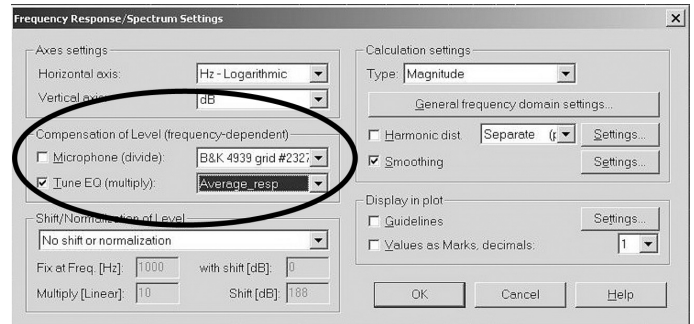 Frequency Response/Spectrum Settings
Axes settings
Horizontal axis: Hz - Logarithmic
Vertical axis: dB
Compensation of Level (frequency-dependent)
Microphone (divide): B&K 4939 grid #2327
Tune EQ (multiply): Average_resp
Shift/Normalization of Level
No shift or normalization
Fix at Freq. [Hz]: 1000 with shift [dB]: 0
Multiply [Linear]: 10 Shift [dB]: 188
Calculation settings
Type: Magnitude
General frequency domain settings...
Harmonic dist. Separate (p Settings...
Smoothing Settings...
Display in plot
Guidelines Settings...
Values as Marks, decimals: 1
OK Cancel Help